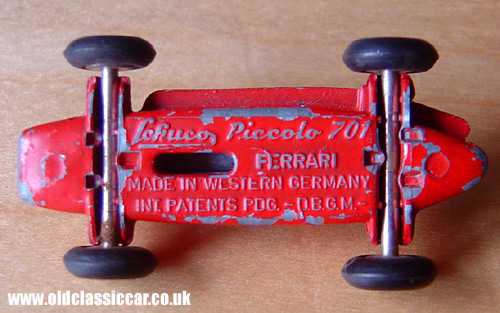 Schuco Piccolo 701
FERRARI
MADE IN WESTERN GERMANY
INT. PATENTS PDG. - D.B.G.M. -
www.oldclassiccar.co.uk